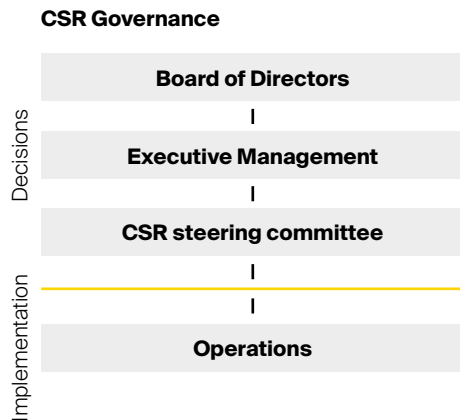 CSR Governance
Board of Directors
Decisions
Executive Management
CSR steering committee
Implementation
Operations